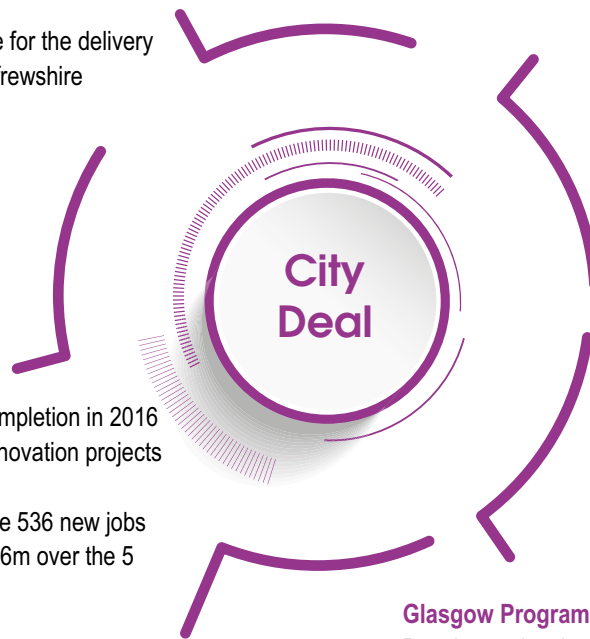 e for the delivery
frewshire
City
Deal
mpletion in 2016
novation projects
e 536 new jobs
6m over the 5
Glasgow Program